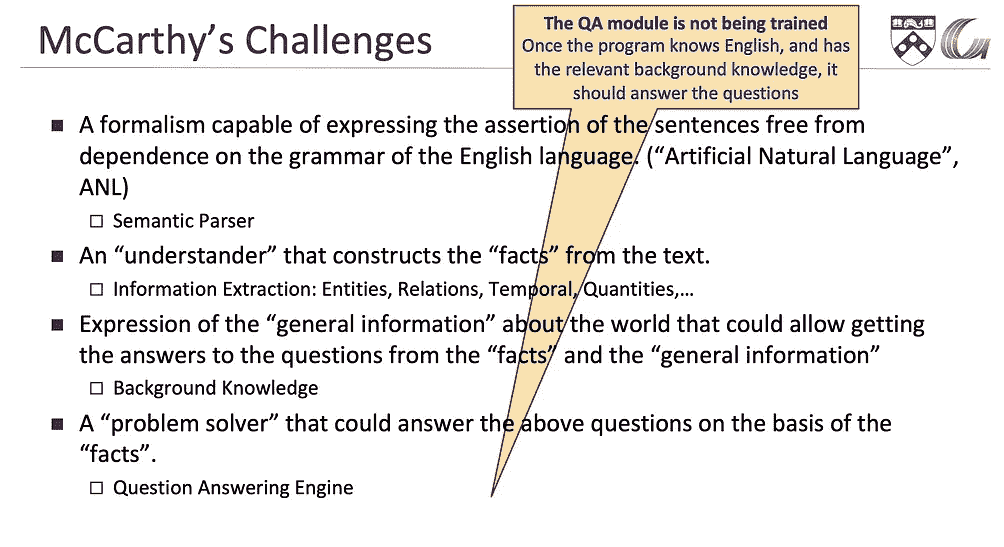 McCarthy’s Challenges
The QA module is not being trained
Once the program knows English, and has
the relevant background knowledge, it
should answer the questions
■ A formalism capable of expressing the assertion of the sentences free from
dependence on the grammar of the English language. (“Artificial Natural Language”,
ANL)
□ Semantic Parser
■ An “understander” that constructs the “facts” from the text.
□ Information Extraction: Entities, Relations, Temporal, Quantities,…
■ Expression of the “general information” about the world that could allow getting
the answers to the questions from the “facts” and the “general information”
□ Background Knowledge
■ A “problem solver” that could answer the above questions on the basis of the
“facts”.
□ Question Answering Engine